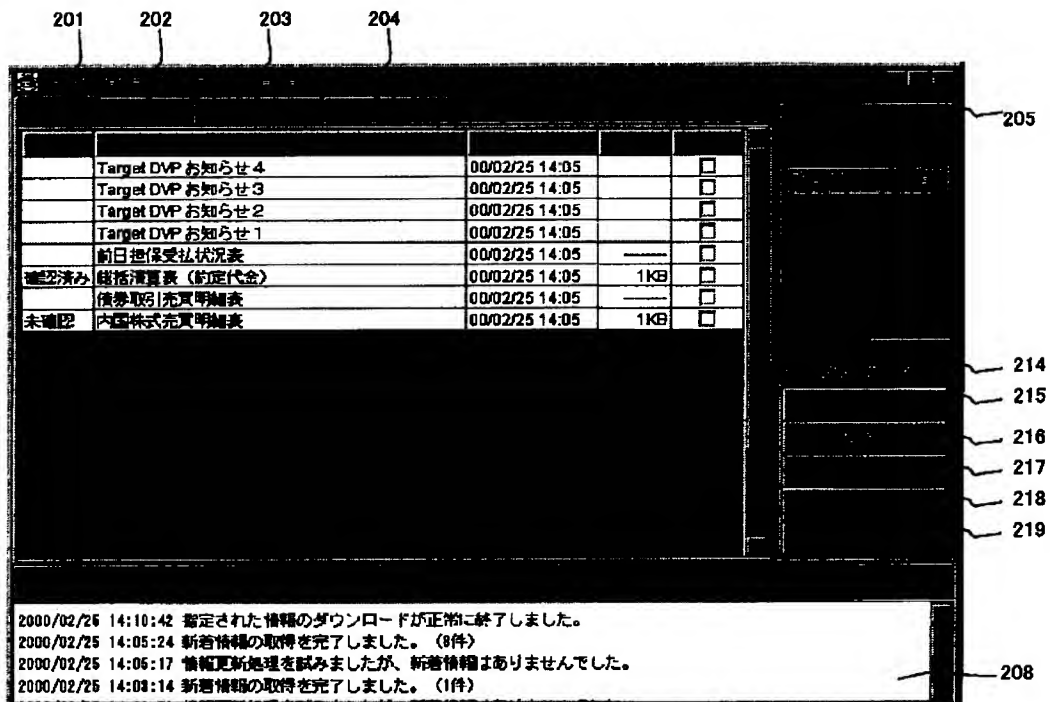 201 202 203 204
205
Target DVP お知らせ4 00/02/25 14:05
Target DVP お知らせ3 00/02/25 14:05
Target DVP お知らせ2 00/02/25 14:05
Target DVP お知らせ1 00/02/25 14:05
前日担保受払状況表 00/02/25 14:05
確認済み 総括清算表（約定代金） 00/02/25 14:05 1KB
債券取引売買明細表 00/02/25 14:05
未確認 内国株式売買明細表 00/02/25 14:05 1KB
214
215
216
217
218
219
2000/02/25 14:10:42 指定された情報のダウンロードが正常に終了しました。
2000/02/25 14:05:24 新着情報の取得を完了しました。（8件）
2000/02/25 14:05:17 情報更新処理を試みましたが、新着情報はありませんでした。
2000/02/25 14:03:14 新着情報の取得を完了しました。（1件）
208